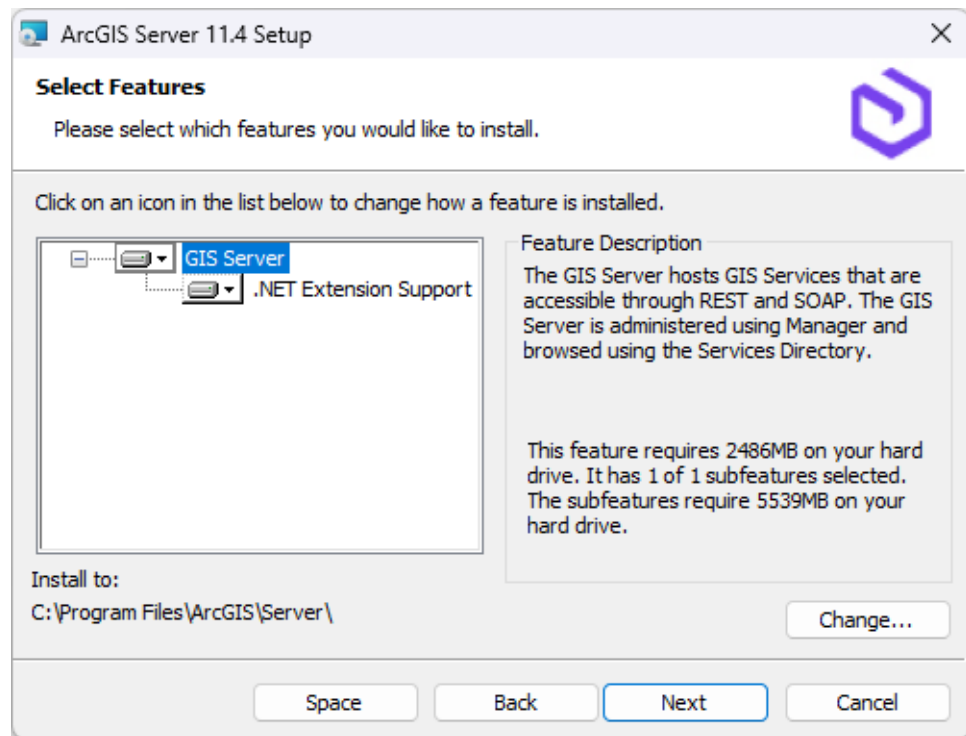 ArcGIS Server 11.4 Setup
Select Features
Please select which features you would like to install.
Click on an icon in the list below to change how a feature is installed.
GIS Server
.NET Extension Support
Feature Description
The GIS Server hosts GIS Services that are
accessible through REST and SOAP. The GIS
Server is administered using Manager and
browsed using the Services Directory.
This feature requires 2486MB on your hard
drive. It has 1 of 1 subfeatures selected.
The subfeatures require 5539MB on your
hard drive.
Install to:
C:\Program Files\ArcGIS\Server\
Change...
Space
Back
Next
Cancel